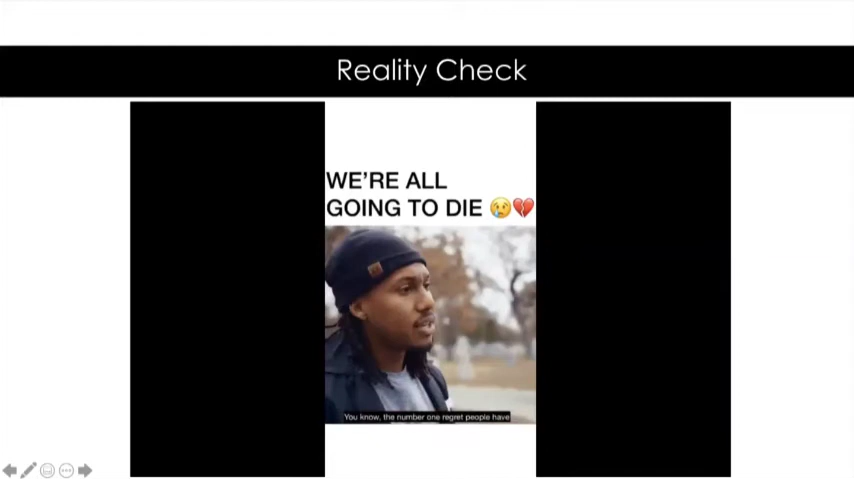 Reality Check
WE'RE ALL
GOING TO DIE 😢💔
You know, the number one regret people have